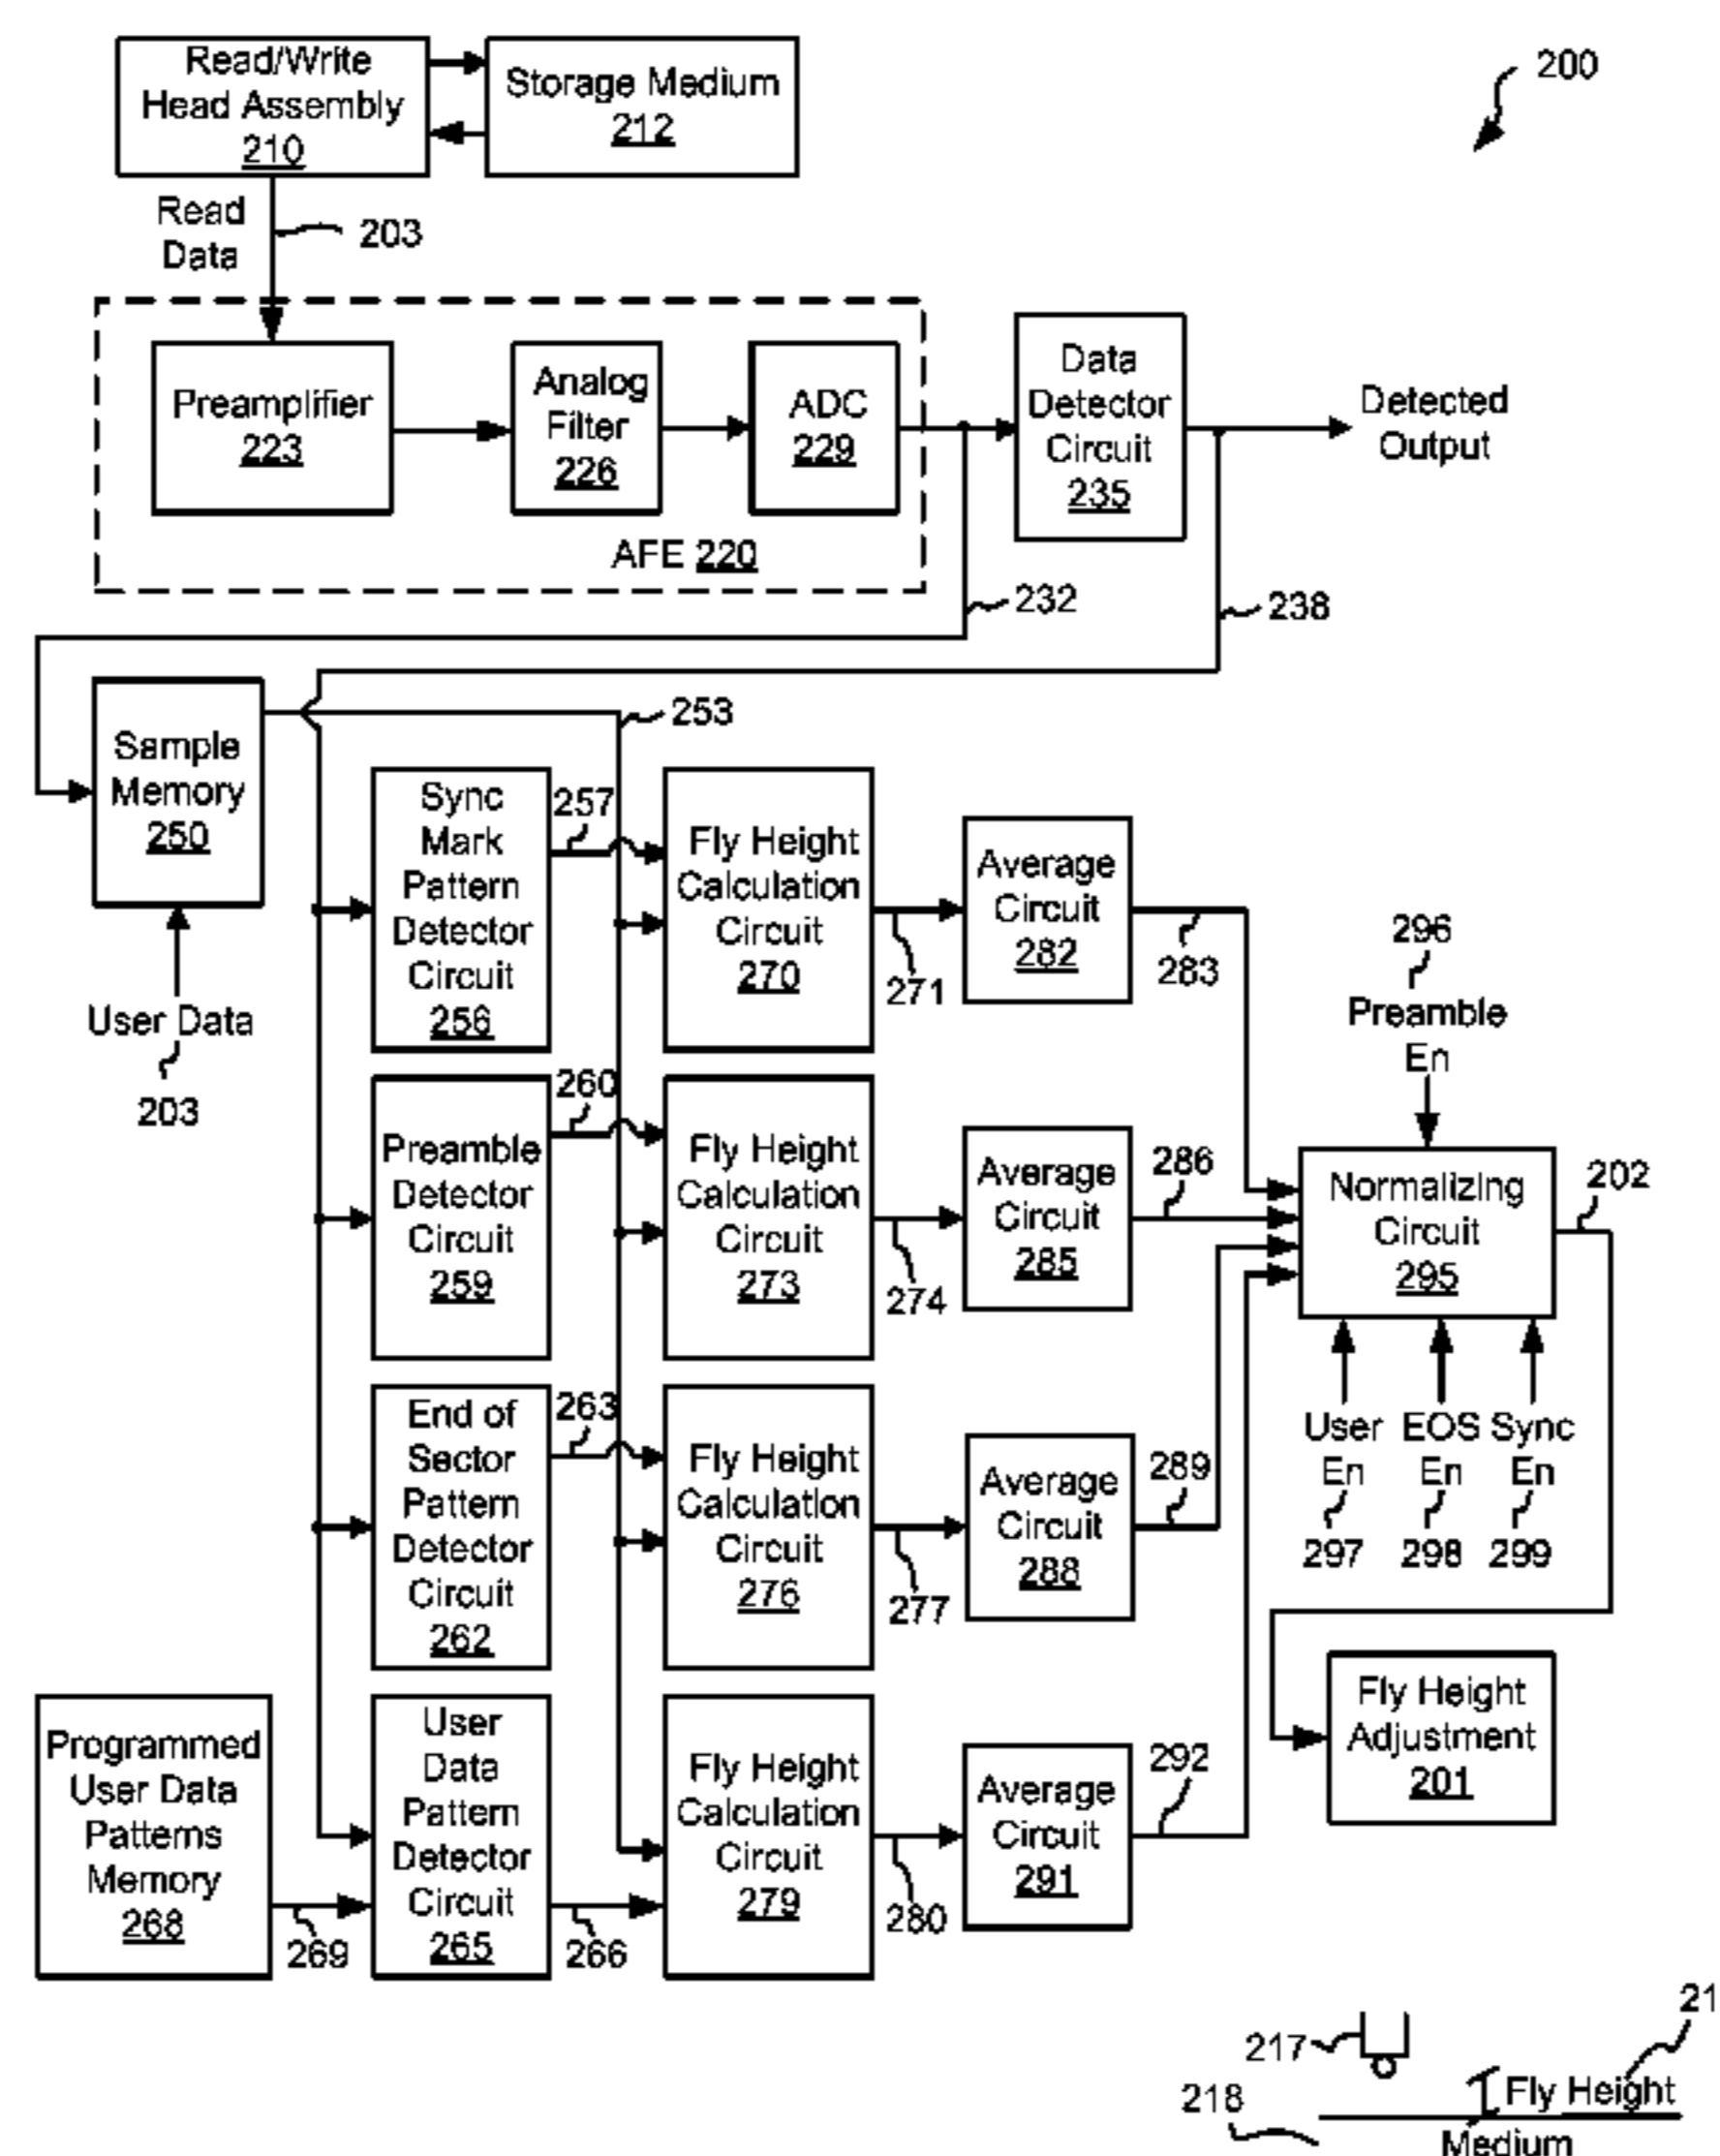 Read/Write
Head Assembly
210
Storage Medium
212
200
Read
Data
203
Preamplifier
223
Analog
Filter
226
ADC
229
AFE 220
Data
Detector
Circuit
235
Detected
Output
232
238
Sample
Memory
250
User Data
203
253
Sync
Mark
Pattern
Detector
Circuit
256
257
Fly Height
Calculation
Circuit
270
271
Average
Circuit
282
283
296
Preamble
En
Preamble
Detector
Circuit
259
260
Fly Height
Calculation
Circuit
273
274
Average
Circuit
285
286
Normalizing
Circuit
295
202
User
En
297
EOS
En
298
Sync
En
299
End of
Sector
Pattern
Detector
Circuit
262
263
Fly Height
Calculation
Circuit
276
277
Average
Circuit
288
289
Fly Height
Adjustment
201
Programmed
User Data
Patterns
Memory
268
269
User
Data
Pattern
Detector
Circuit
265
266
Fly Height
Calculation
Circuit
279
280
Average
Circuit
291
292
217
21
Fly Height
218
Medium